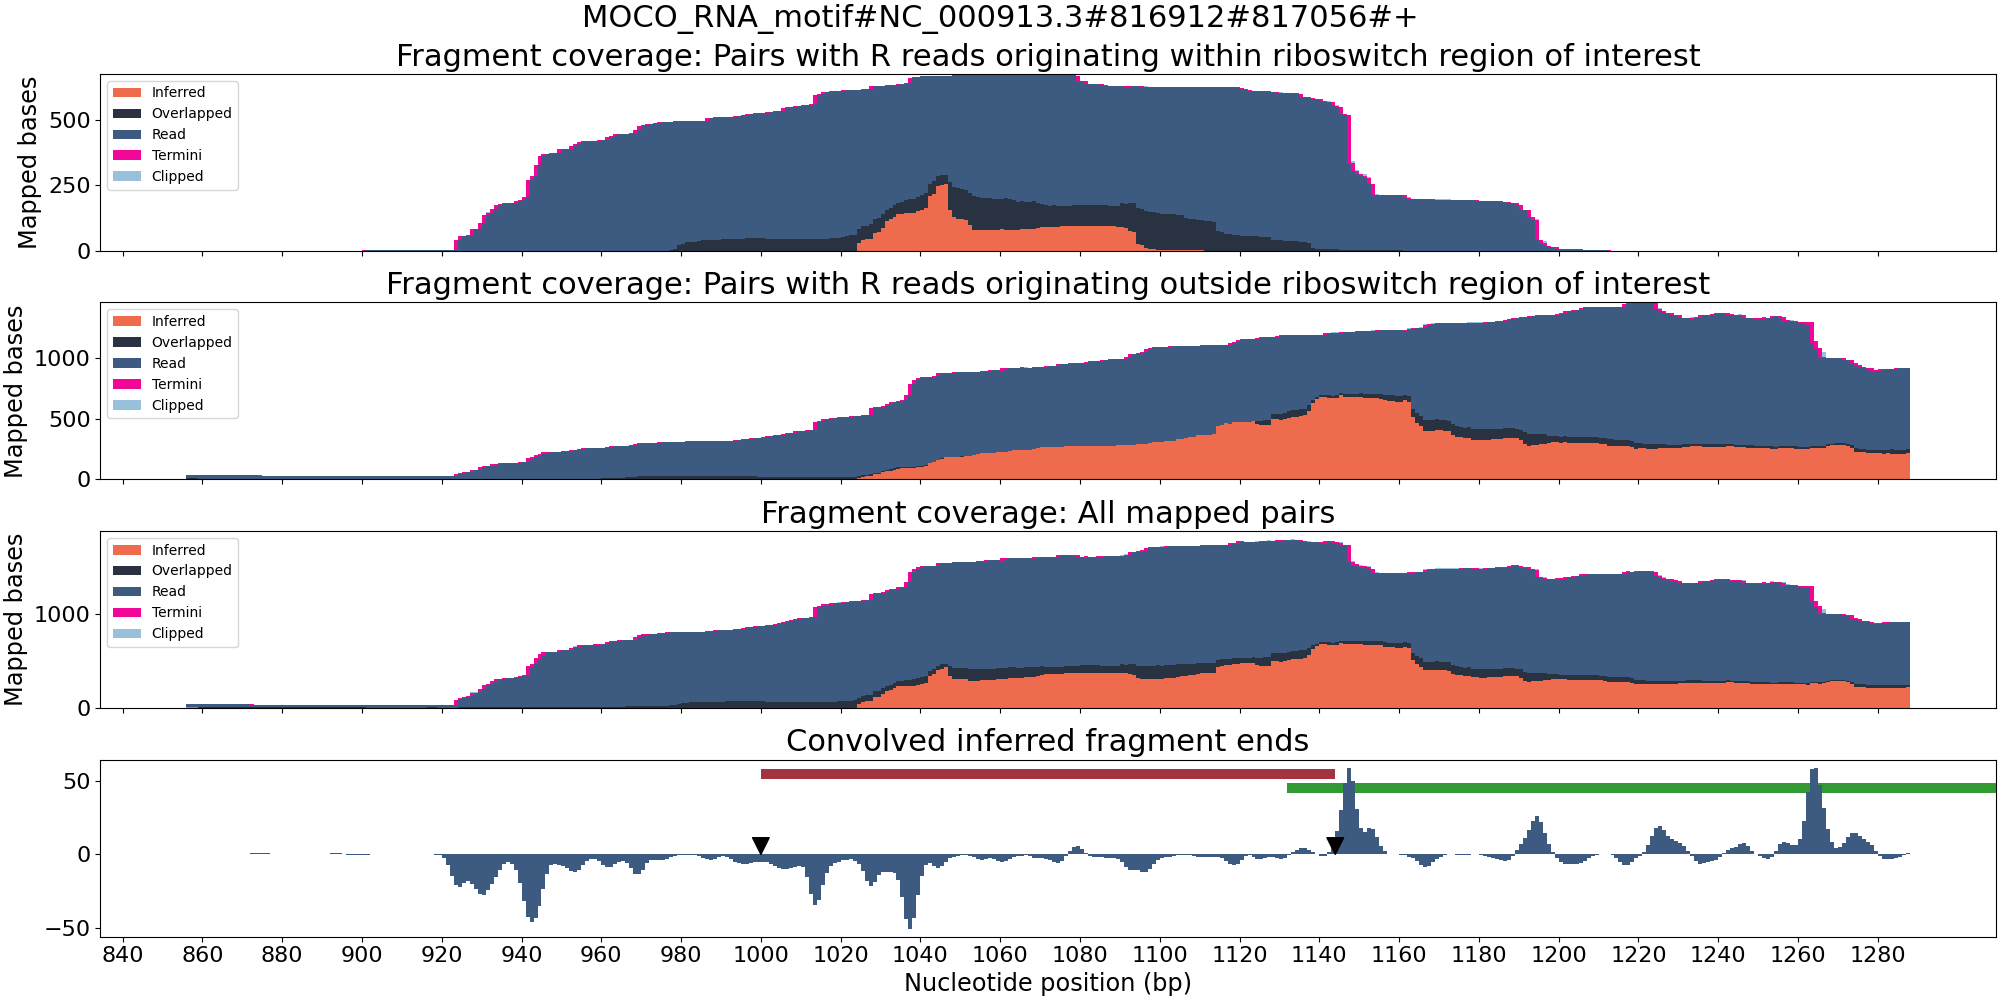 MOCO_RNA_motif#NC_000913.3#816912#817056#+
Fragment coverage: Pairs with R reads originating within riboswitch region of interest
Mapped bases
500
250
0
Inferred
Overlapped
Read
Termini
Clipped
Fragment coverage: Pairs with R reads originating outside riboswitch region of interest
Mapped bases
1000
500
0
Inferred
Overlapped
Read
Termini
Clipped
Fragment coverage: All mapped pairs
Mapped bases
1000
0
Inferred
Overlapped
Read
Termini
Clipped
Convolved inferred fragment ends
50
0
−50
840 860 880 900 920 940 960 980 1000 1020 1040 1060 1080 1100 1120 1140 1160 1180 1200 1220 1240 1260 1280
Nucleotide position (bp)